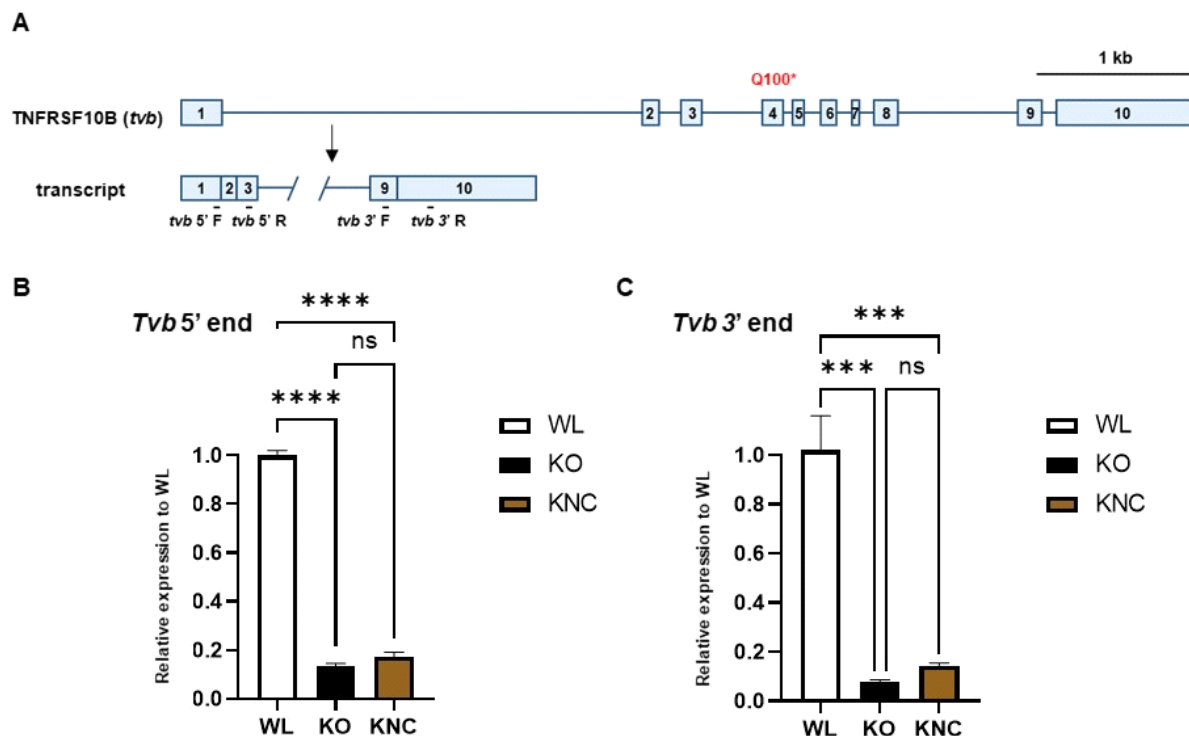 A
1 kb
Q100*
TNFRSF10B (tvb) 1 2 3 4 5 6 7 8 9 10
transcript 1 2 3 9 10
tvb 5' F tvb 5' R tvb 3' F tvb 3' R
B
Tvb 5' end
****
ns
****
WL
KO
KNC
Relative expression to WL
1.0
0.8
0.6
0.4
0.2
0.0
WL KO KNC
C
Tvb 3' end
***
*** ns
WL
KO
KNC
Relative expression to WL
1.0
0.8
0.6
0.4
0.2
0.0
WL KO KNC